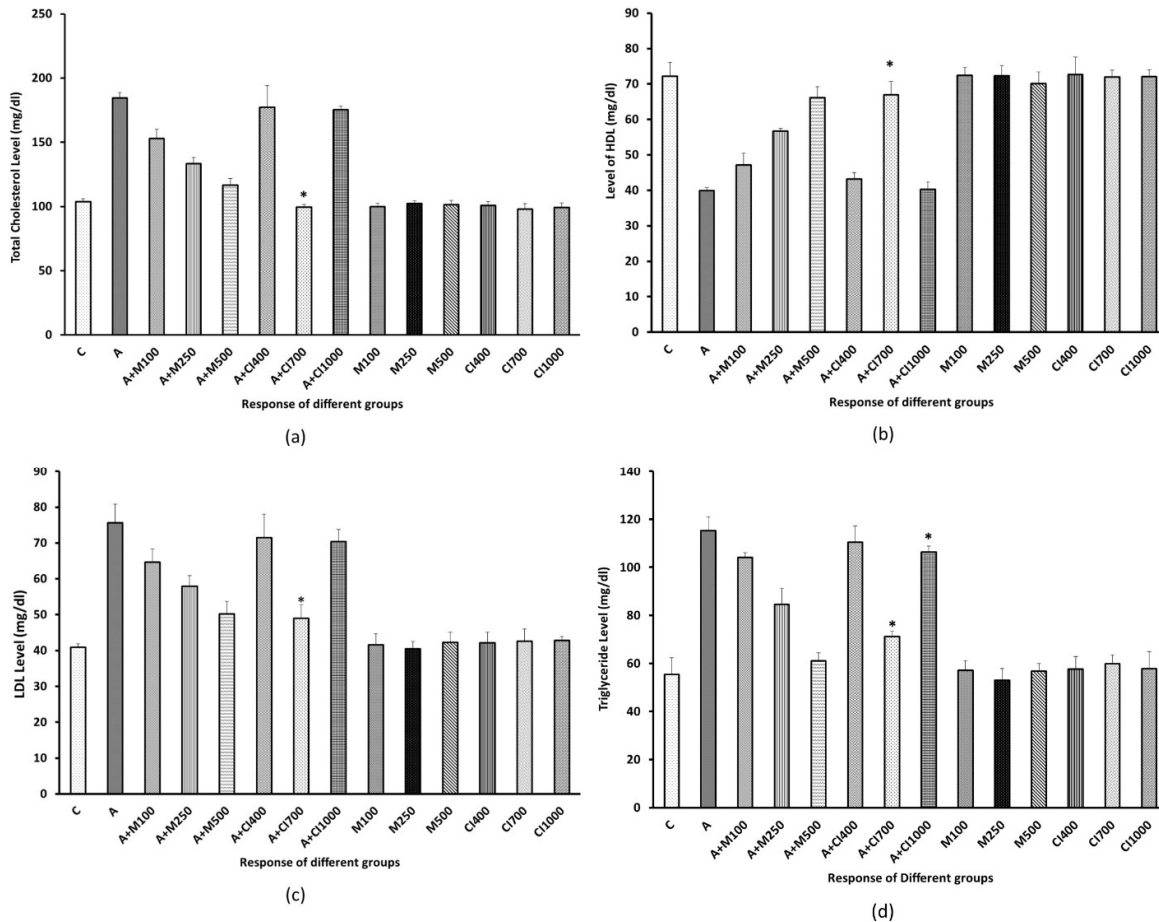 Total Cholesterol Level (mg/dl)
250
200
150
100
50
0
*
C A A+M100 A+M250 A+M500 A+CI400 A+CI700 A+CI1000 M100 M250 M500 CI400 CI700 CI1000
Response of different groups
(a)
Level of HDL (mg/dl)
90
80
70
60
50
40
30
20
10
0
*
C A A+M100 A+M250 A+M500 A+CI400 A+CI700 A+CI1000 M100 M250 M500 CI400 CI700 CI1000
Response of different groups
(b)
LDL Level (mg/dl)
90
80
70
60
50
40
30
20
10
0
*
C A A+M100 A+M250 A+M500 A+CI400 A+CI700 A+CI1000 M100 M250 M500 CI400 CI700 CI1000
Response of different groups
(c)
Triglyceride Level (mg/dl)
140
120
100
80
60
40
20
0
*
*
C A A+M100 A+M250 A+M500 A+CI400 A+CI700 A+CI1000 M100 M250 M500 CI400 CI700 CI1000
Response of Different groups
(d)